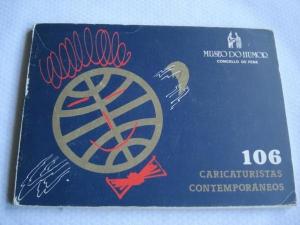 MUSEO DO HUMOR
CONCELLO DE FENE
106
CARICATURISTAS
CONTEMPORÁNEOS